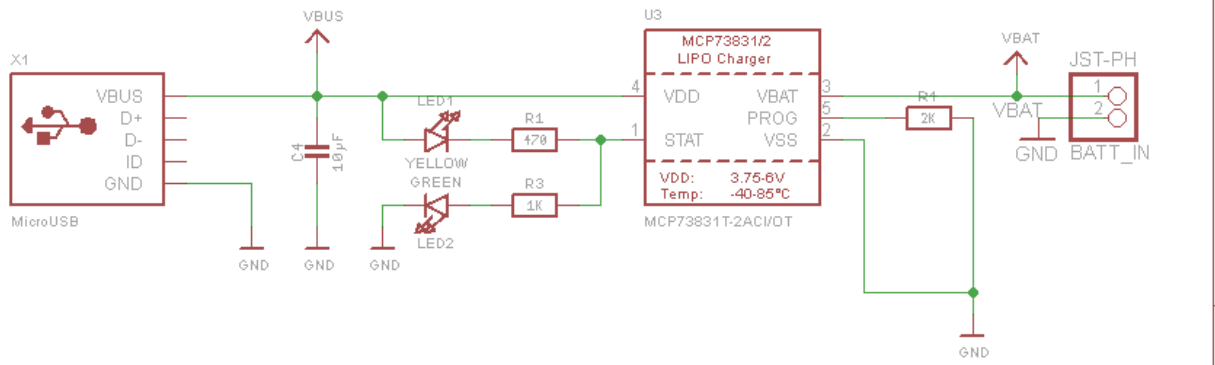 VBUS
U3
X1
MCP73831/2
LIPO Charger
VBAT
JST-PH
VBUS
D+
D-
ID
GND
MicroUSB
C4
10µF
LED1
YELLOW
R1
470
GREEN
LED2
R3
1K
4
VDD
1
STAT
VBAT
3
PROG
5
VSS
2
VDD: 3.75-6V
Temp: -40-85°C
MCP73831T-2ACI/OT
R1
2K
VBAT
1
2
GND
BATT_IN
GND
GND
GND
GND